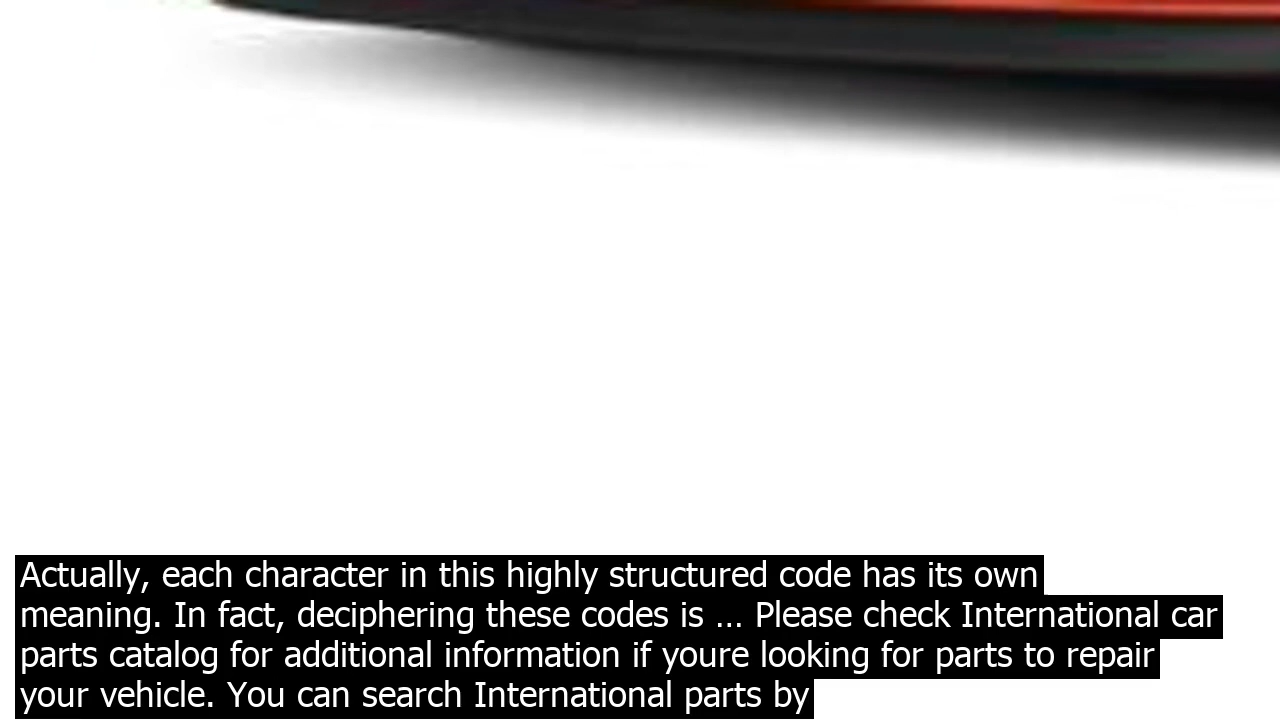 Actually, each character in this highly structured code has its own
meaning. In fact, deciphering these codes is ... Please check International car
parts catalog for additional information if youre looking for parts to repair
your vehicle. You can search International parts by